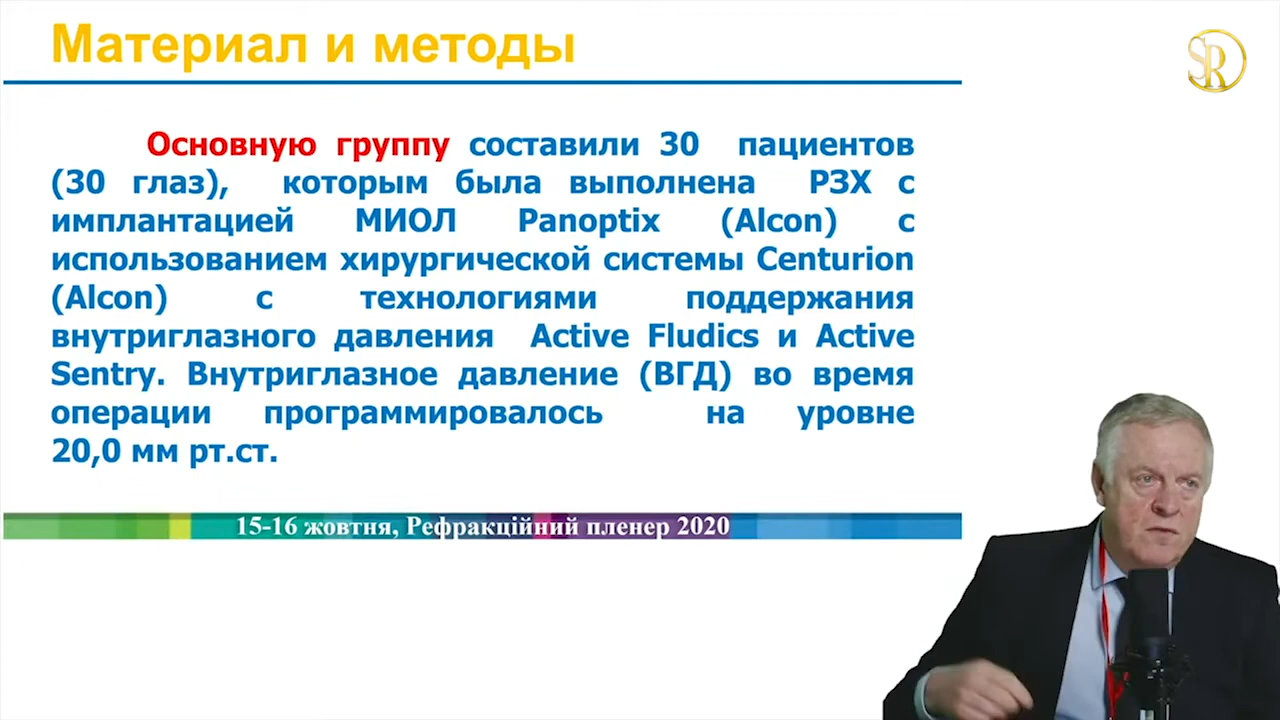 Материал и методы
SR
Основную группу составили 30 пациентов
(30 глаз), которым была выполнена РЗХ с
имплантацией МИОЛ Panoptix (Alcon) с
использованием хирургической системы Centurion
(Alcon) с технологиями поддержания
внутриглазного давления Active Fludics и Active
Sentry. Внутриглазное давление (ВГД) во время
операции программировалось на уровне
20,0 мм рт.ст.
15-16 жовтня, Рефракційний пленер 2020